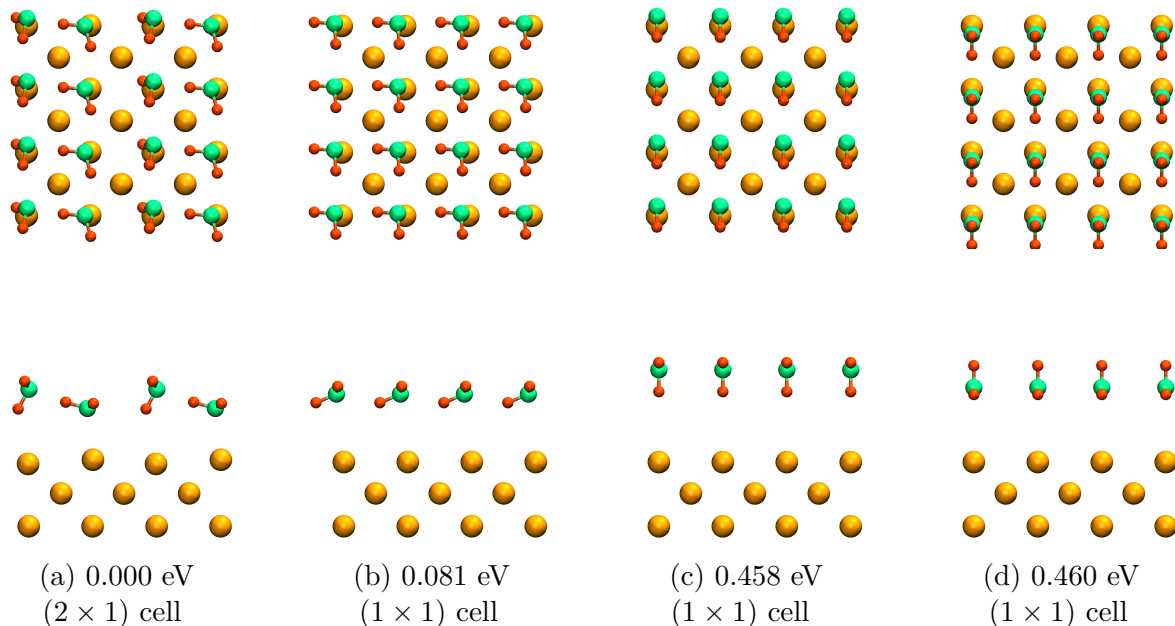 (a) 0.000 eV
(2 × 1) cell
(b) 0.081 eV
(1 × 1) cell
(c) 0.458 eV
(1 × 1) cell
(d) 0.460 eV
(1 × 1) cell